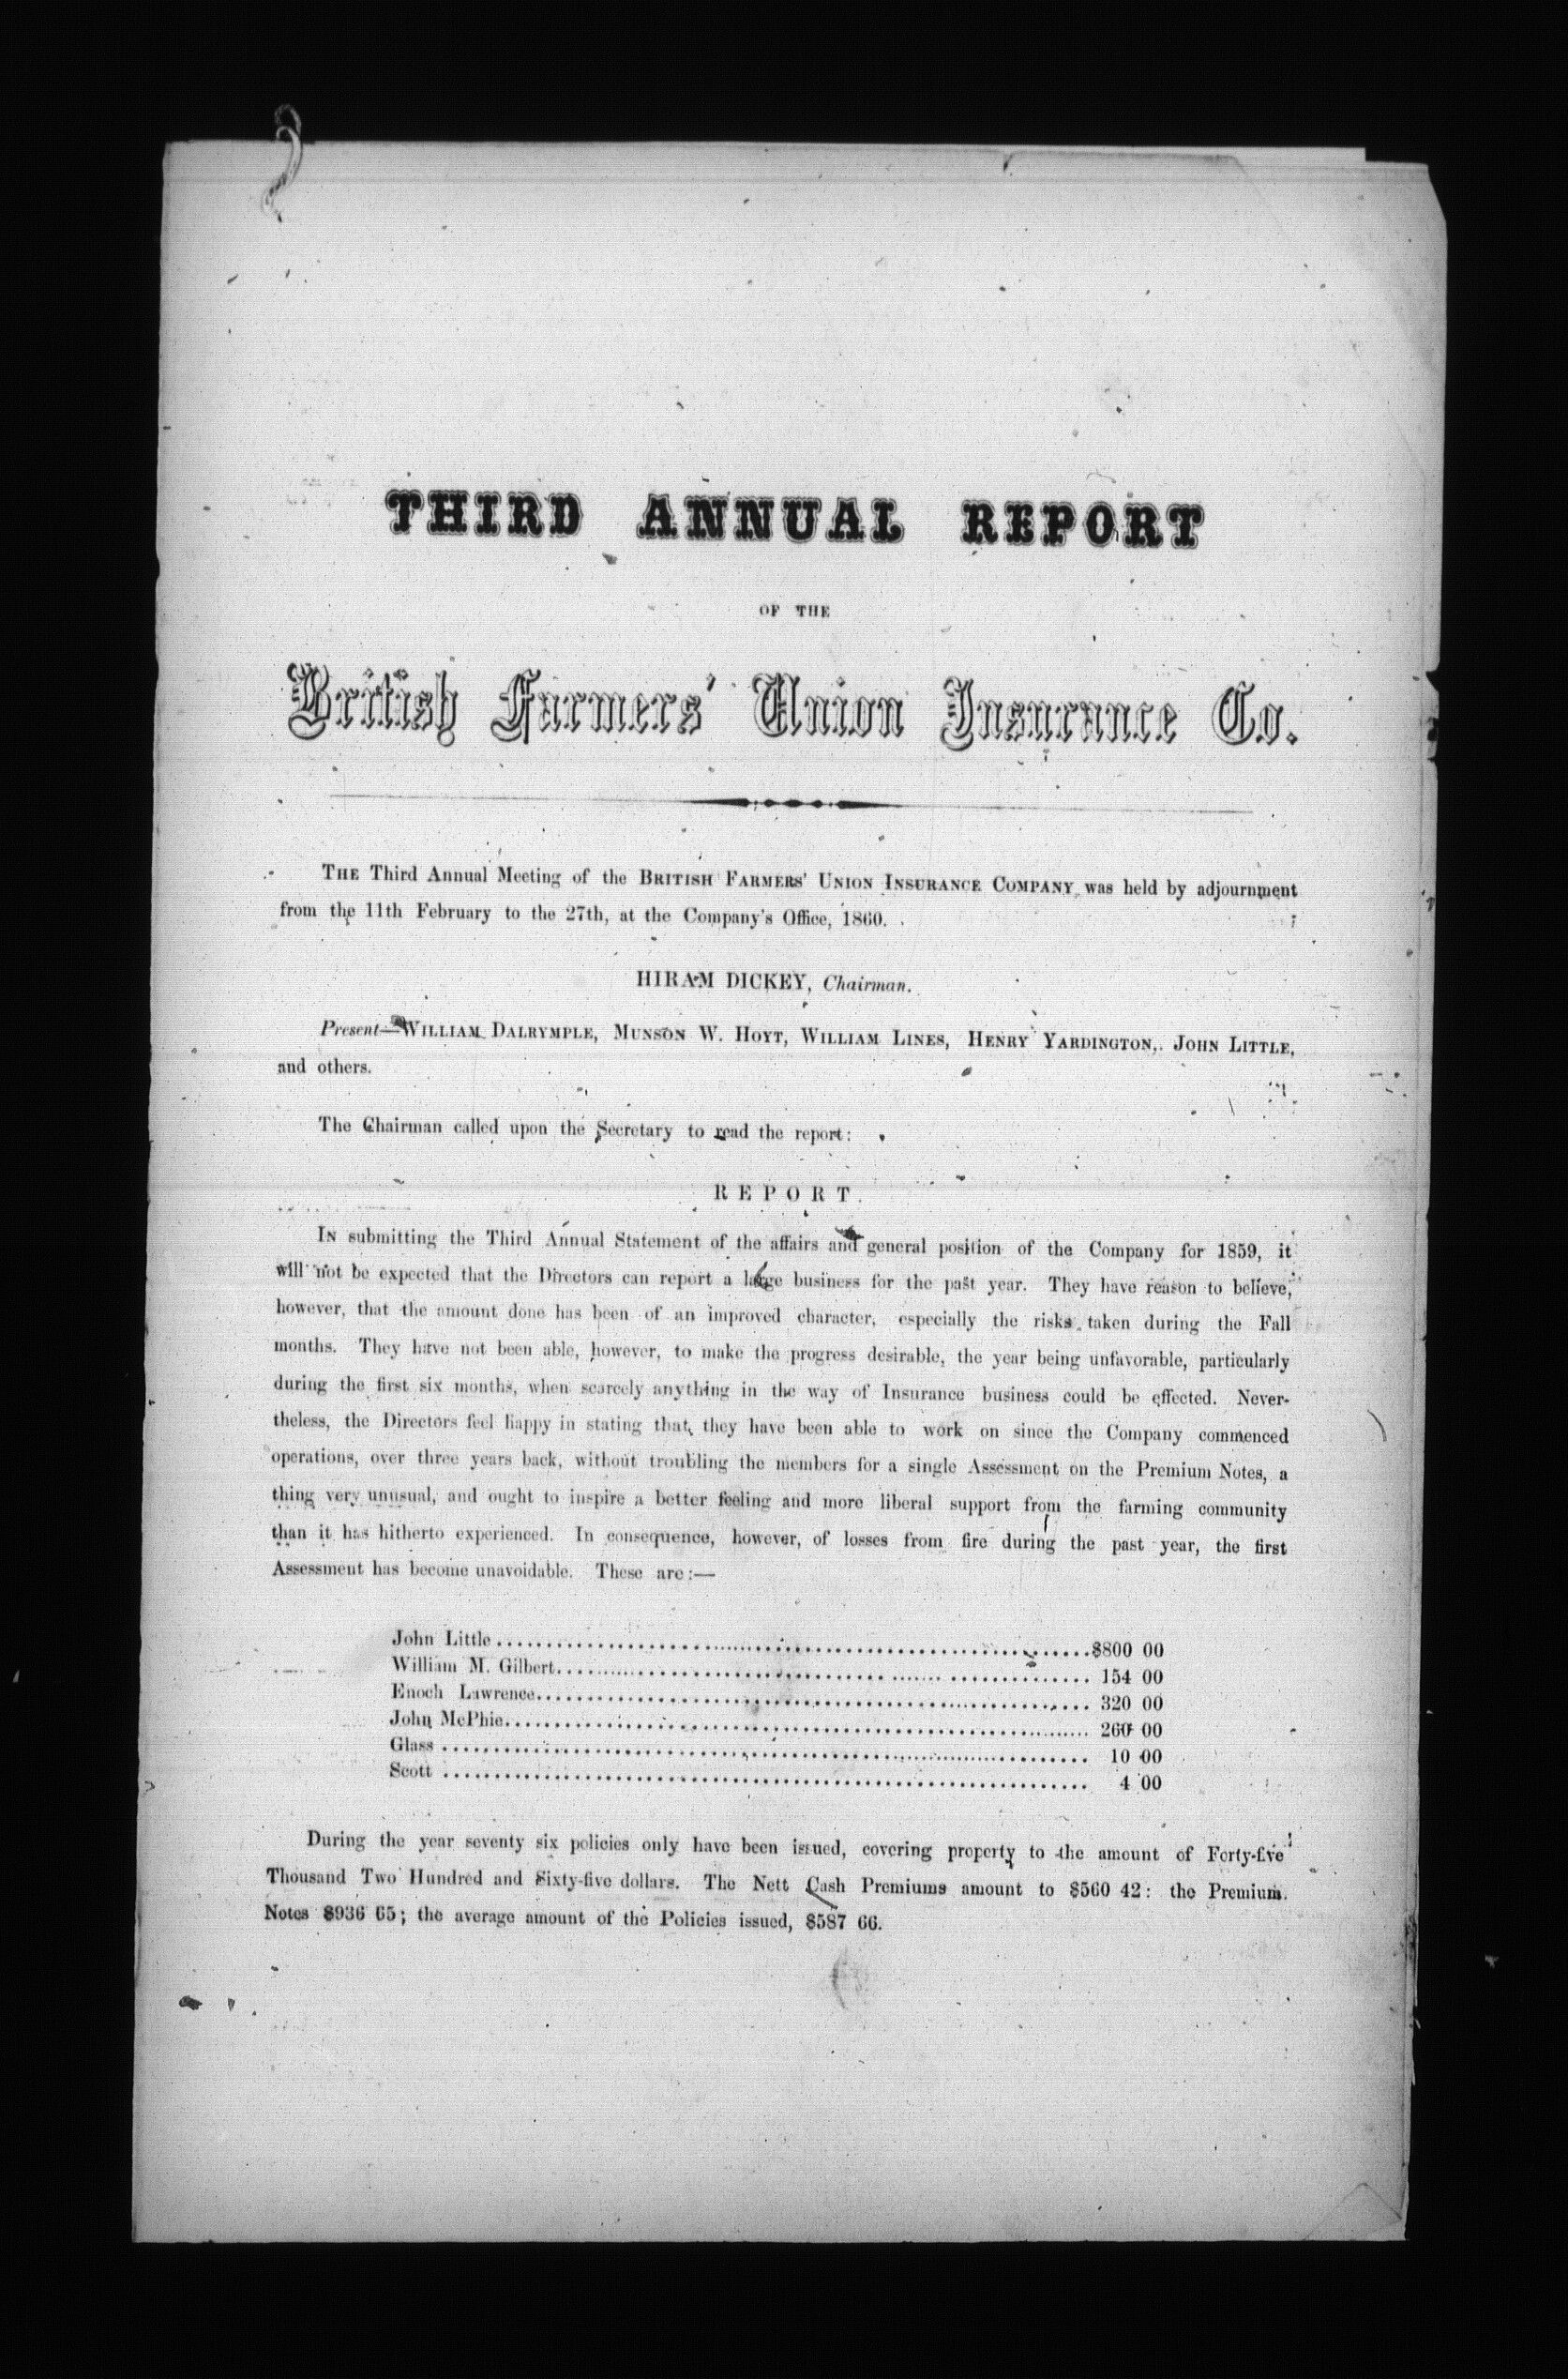 THIRD ANNUAL REPORT
OF THE
British Farmers' Union Insurance Co.
THE Third Annual Meeting of the BRITISH FARMERS' UNION INSURANCE COMPANY was held by adjournment
from the 11th February to the 27th, at the Company's Office, 1860.
HIRAM DICKEY, Chairman.
Present—WILLIAM DALRYMPLE, MUNSON W. HOYT, WILLIAM LINES, HENRY YARDINGTON, JOHN LITTLE,
and others.
The Chairman called upon the Secretary to read the report:
REPORT.
IN submitting the Third Annual Statement of the affairs and general position of the Company for 1859, it
will not be expected that the Directors can report a large business for the past year. They have reason to believe,
however, that the amount done has been of an improved character, especially the risks taken during the Fall
months. They have not been able, however, to make the progress desirable, the year being unfavorable, particularly
during the first six months, when scarcely anything in the way of Insurance business could be effected. Never-
theless, the Directors feel happy in stating that, they have been able to work on since the Company commenced
operations, over three years back, without troubling the members for a single Assessment on the Premium Notes, a
thing very unusual, and ought to inspire a better feeling and more liberal support from the farming community
than it has hitherto experienced. In consequence, however, of losses from fire during the past year, the first
Assessment has become unavoidable. These are:—
John Little........................................$800 00
William M. Gilbert........................................ 154 00
Enoch Lawrence........................................ 320 00
John McPhie........................................ 260 00
Glass ........................................ 10 00
Scott ........................................ 4 00
During the year seventy six policies only have been issued, covering property to the amount of Forty-five
Thousand Two Hundred and Sixty-five dollars. The Nett Cash Premiums amount to $560 42: the Premium
Notes $936 65; the average amount of the Policies issued, $587 66.